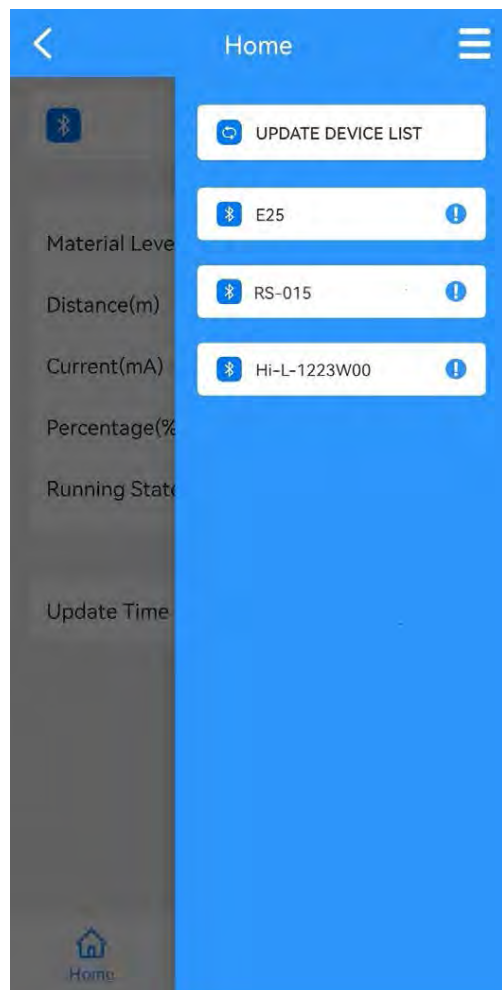 Home
UPDATE DEVICE LIST
E25
RS-015
Hi-L-1223W00
Material Leve
Distance(m)
Current(mA)
Percentage(%
Running State
Update Time
Home